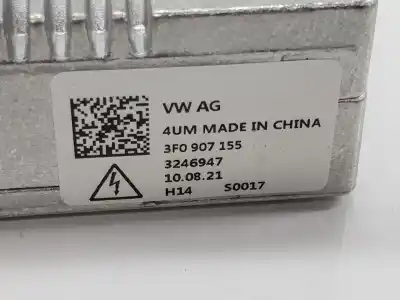 VW AG
4UM MADE IN CHINA
3F0 907 155
3246947
10.08.21
H14 S0017